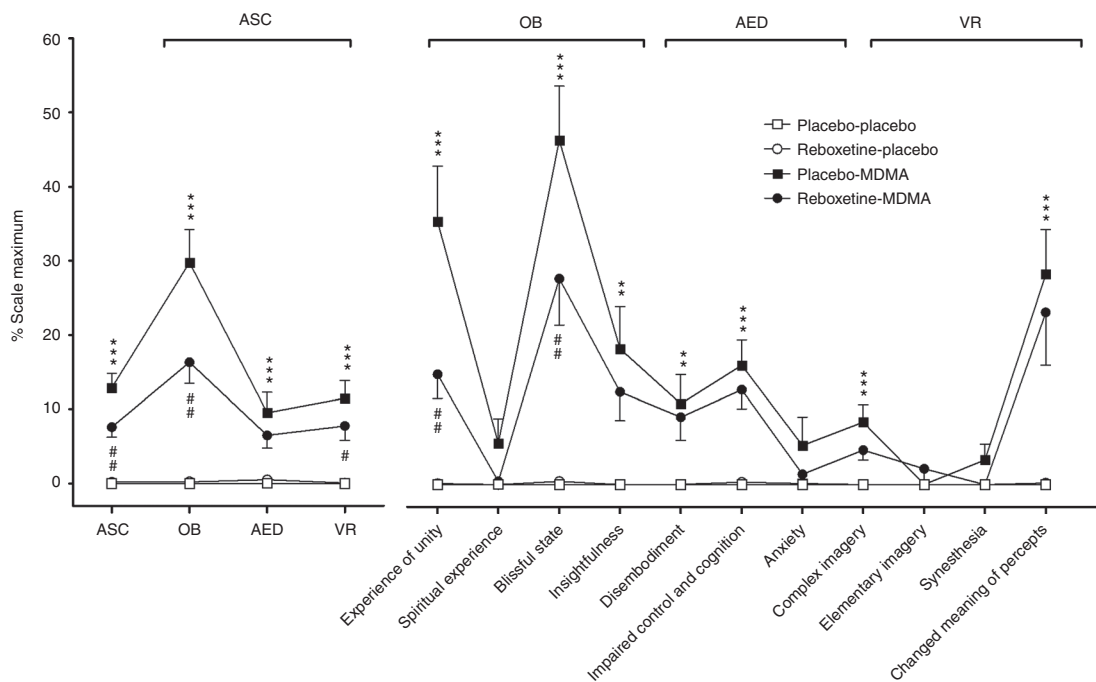 ASC
OB
AED
VR
60
50
40
30
20
10
0
% Scale maximum
Placebo-placebo
Reboxetine-placebo
Placebo-MDMA
Reboxetine-MDMA
***
***
***
***
***
***
**
**
***
***
***
##
##
#
##
##
ASC
OB
AED
VR
Experience of unity
Spiritual experience
Blissful state
Insightfulness
Disembodiment
Impaired control and cognition
Anxiety
Complex imagery
Elementary imagery
Synesthesia
Changed meaning of percepts